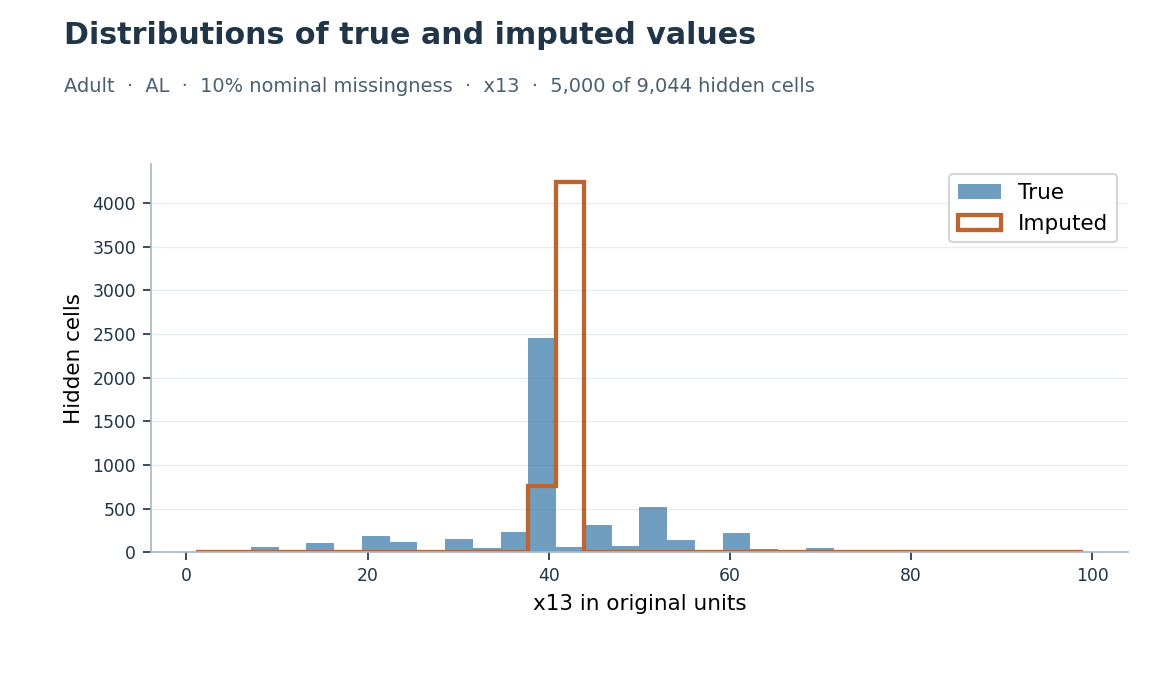 Distributions of true and imputed values
Adult · AL · 10% nominal missingness · x13 · 5,000 of 9,044 hidden cells
True
Imputed
Hidden cells
4000
3500
3000
2500
2000
1500
1000
500
0
0 20 40 60 80 100
x13 in original units